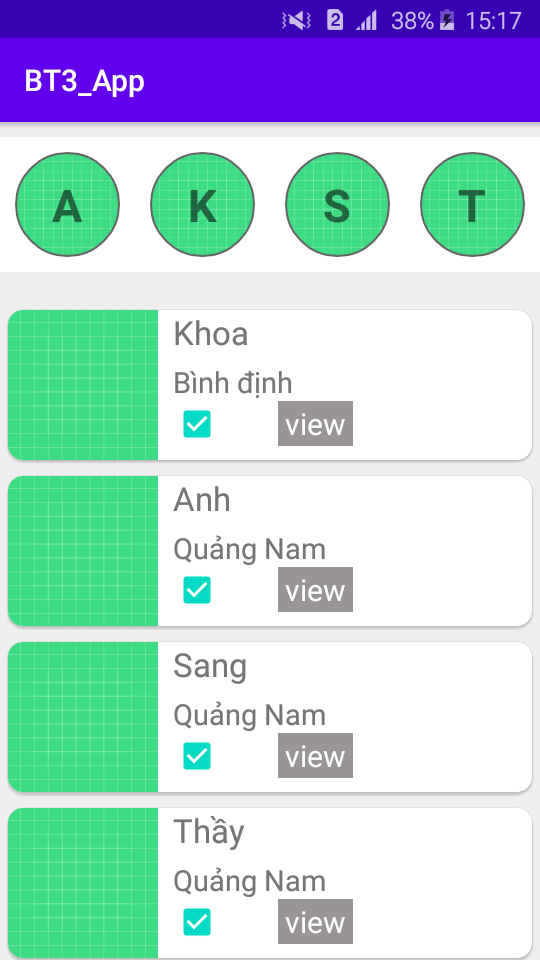 2 38% 15:17
BT3_App
A K S T
Khoa
Bình định
view
Anh
Quảng Nam
view
Sang
Quảng Nam
view
Thầy
Quảng Nam
view